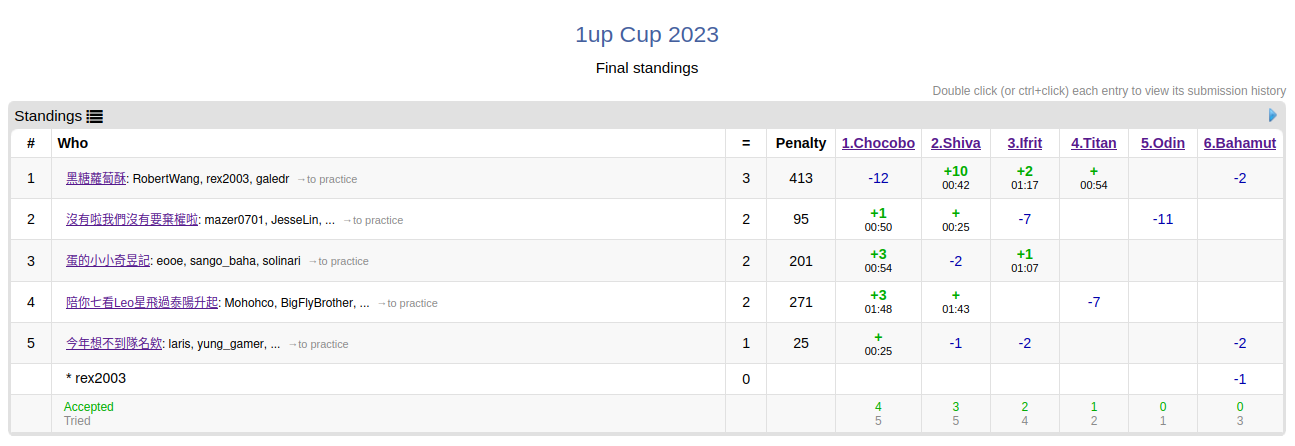 1up Cup 2023
Final standings
Double click (or ctrl+click) each entry to view its submission history
Standings
# Who = Penalty 1.Chocobo 2.Shiva 3.Ifrit 4.Titan 5.Odin 6.Bahamut
1 黑糖蘿蔔酥: RobertWang, rex2003, galedr →to practice 3 413 -12 +10 00:42 +2 01:17 + 00:54 -2
2 沒有啦我們沒有要棄權啦: mazer0701, JesseLin, ... →to practice 2 95 +1 00:50 + 00:25 -7 -11
3 蛋的小小奇昱記: eooe, sango_baha, solinari →to practice 2 201 +3 00:54 -2 +1 01:07
4 陪你七看Leo星飛過泰陽升起: Mohohco, BigFlyBrother, ... →to practice 2 271 +3 01:48 + 01:43 -7
5 今年想不到隊名欸: laris, yung_gamer, ... →to practice 1 25 + 00:25 -1 -2 -2
* rex2003 0 -1
Accepted 4 3 2 1 0 0
Tried 5 5 4 2 1 3